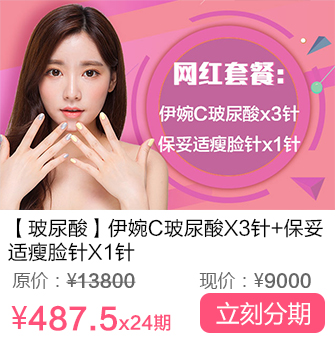 网红套餐：
伊婉C玻尿酸x3针
保妥适瘦脸针x1针
【玻尿酸】伊婉C玻尿酸X3针+保妥
适瘦脸针X1针
原价：¥13800 现价：¥9000
¥487.5x24期 立刻分期